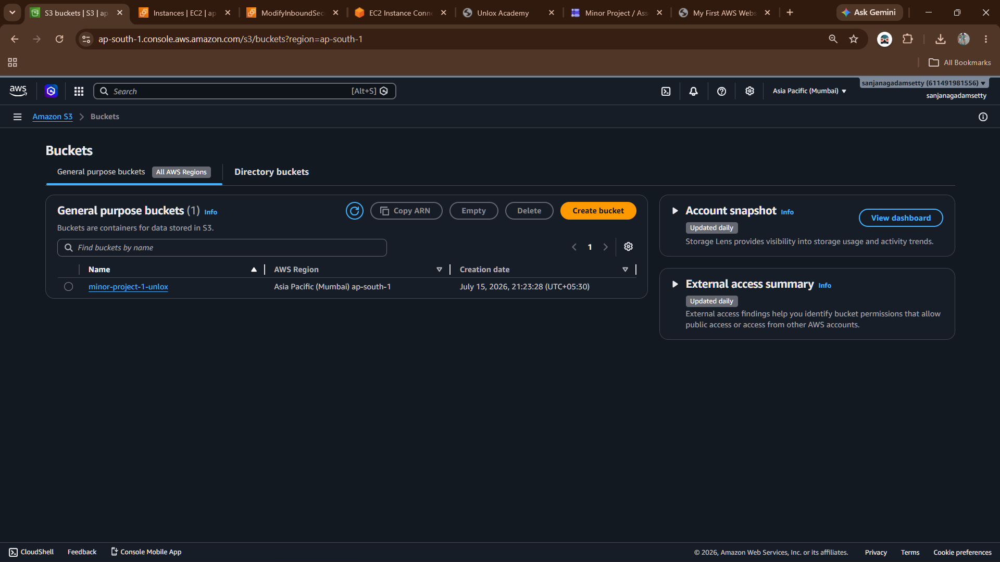 S3 buckets | S3 | ap
Instances | EC2 | ap
ModifyInboundSec
EC2 Instance Conne
Unlox Academy
Minor Project / Ass
My First AWS Webs
Ask Gemini
ap-south-1.console.aws.amazon.com/s3/buckets?region=ap-south-1
All Bookmarks
aws
Search
[Alt+S]
Asia Pacific (Mumbai)
sanjanagadamsetty (611491981556)
sanjanagadamsetty
Amazon S3
Buckets
Buckets
General purpose buckets All AWS Regions
Directory buckets
General purpose buckets (1) Info
Copy ARN
Empty
Delete
Create bucket
Buckets are containers for data stored in S3.
Find buckets by name
1
Name
AWS Region
Creation date
minor-project-1-unlox
Asia Pacific (Mumbai) ap-south-1
July 15, 2026, 21:23:28 (UTC+05:30)
Account snapshot Info
Updated daily
View dashboard
Storage Lens provides visibility into storage usage and activity trends.
External access summary Info
Updated daily
External access findings help you identify bucket permissions that allow
public access or access from other AWS accounts.
CloudShell
Feedback
Console Mobile App
© 2026, Amazon Web Services, Inc. or its affiliates.
Privacy
Terms
Cookie preferences